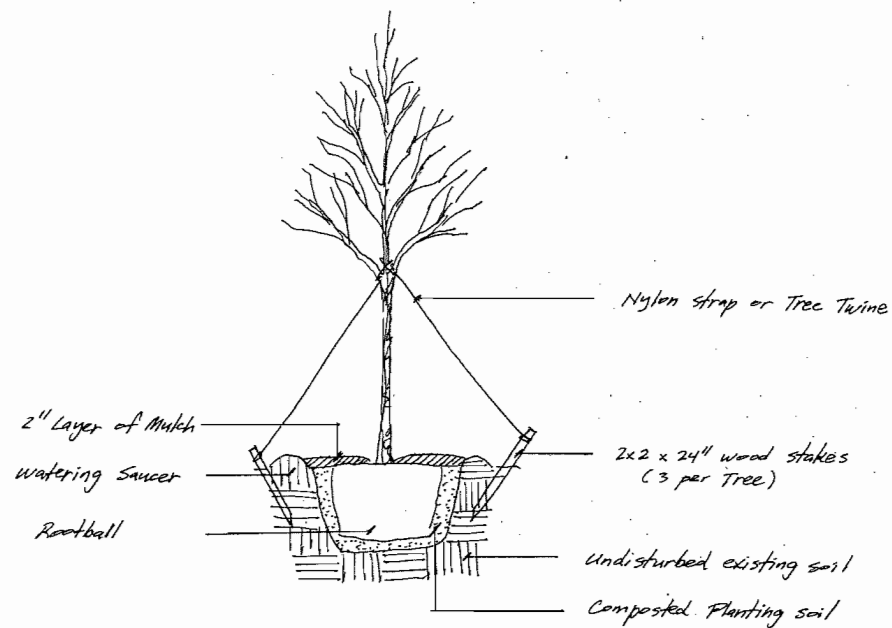 Nylon strap or Tree Twine
2" Layer of Mulch
Watering Saucer
2x2 x 24" wood stakes
(3 per Tree)
Rootball
Undisturbed existing soil
Composted Planting soil